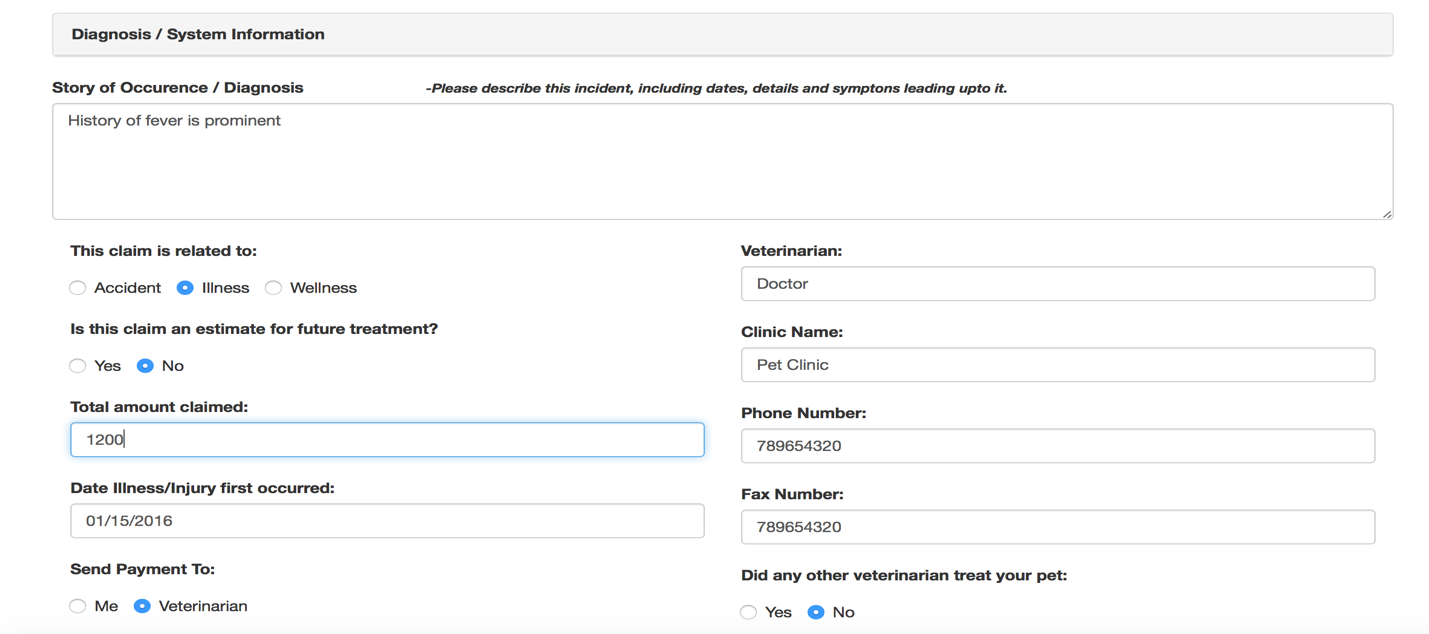 Diagnosis / System Information
Story of Occurence / Diagnosis -Please describe this incident, including dates, details and symptons leading upto it.
History of fever is prominent
This claim is related to:
Accident Illness Wellness
Is this claim an estimate for future treatment?
Yes No
Total amount claimed:
1200
Date Illness/Injury first occurred:
01/15/2016
Send Payment To:
Me Veterinarian
Veterinarian:
Doctor
Clinic Name:
Pet Clinic
Phone Number:
789654320
Fax Number:
789654320
Did any other veterinarian treat your pet:
Yes No